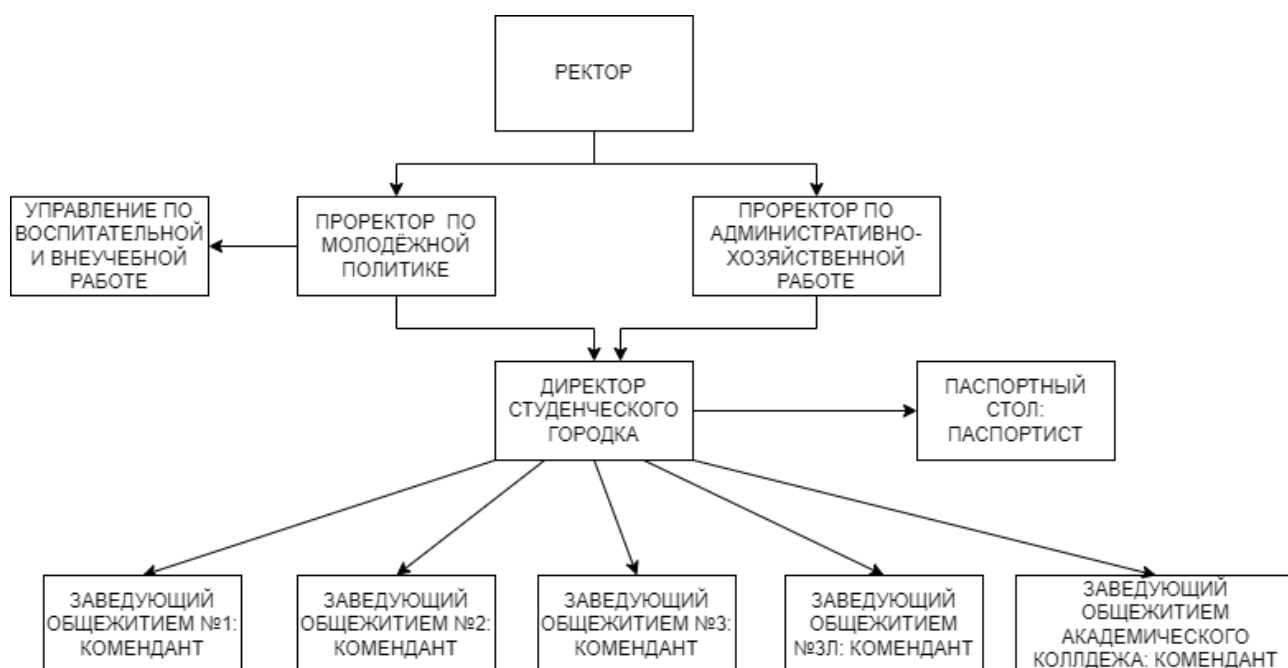 РЕКТОР
УПРАВЛЕНИЕ ПО
ВОСПИТАТЕЛЬНОЙ
И ВНЕУЧЕБНОЙ
РАБОТЕ
ПРОРЕКТОР ПО
МОЛОДЁЖНОЙ
ПОЛИТИКЕ
ПРОРЕКТОР ПО
АДМИНИСТРАТИВНО-
ХОЗЯЙСТВЕННОЙ
РАБОТЕ
ДИРЕКТОР
СТУДЕНЧЕСКОГО
ГОРОДКА
ПАСПОРТНЫЙ
СТОЛ:
ПАСПОРТИСТ
ЗАВЕДУЮЩИЙ
ОБЩЕЖИТИЕМ №1:
КОМЕНДАНТ
ЗАВЕДУЮЩИЙ
ОБЩЕЖИТИЕМ №2:
КОМЕНДАНТ
ЗАВЕДУЮЩИЙ
ОБЩЕЖИТИЕМ №3:
КОМЕНДАНТ
ЗАВЕДУЮЩИЙ
ОБЩЕЖИТИЕМ
№3Л: КОМЕНДАНТ
ЗАВЕДУЮЩИЙ
ОБЩЕЖИТИЕМ
АКАДЕМИЧЕСКОГО
КОЛЛДЕЖА: КОМЕНДАНТ